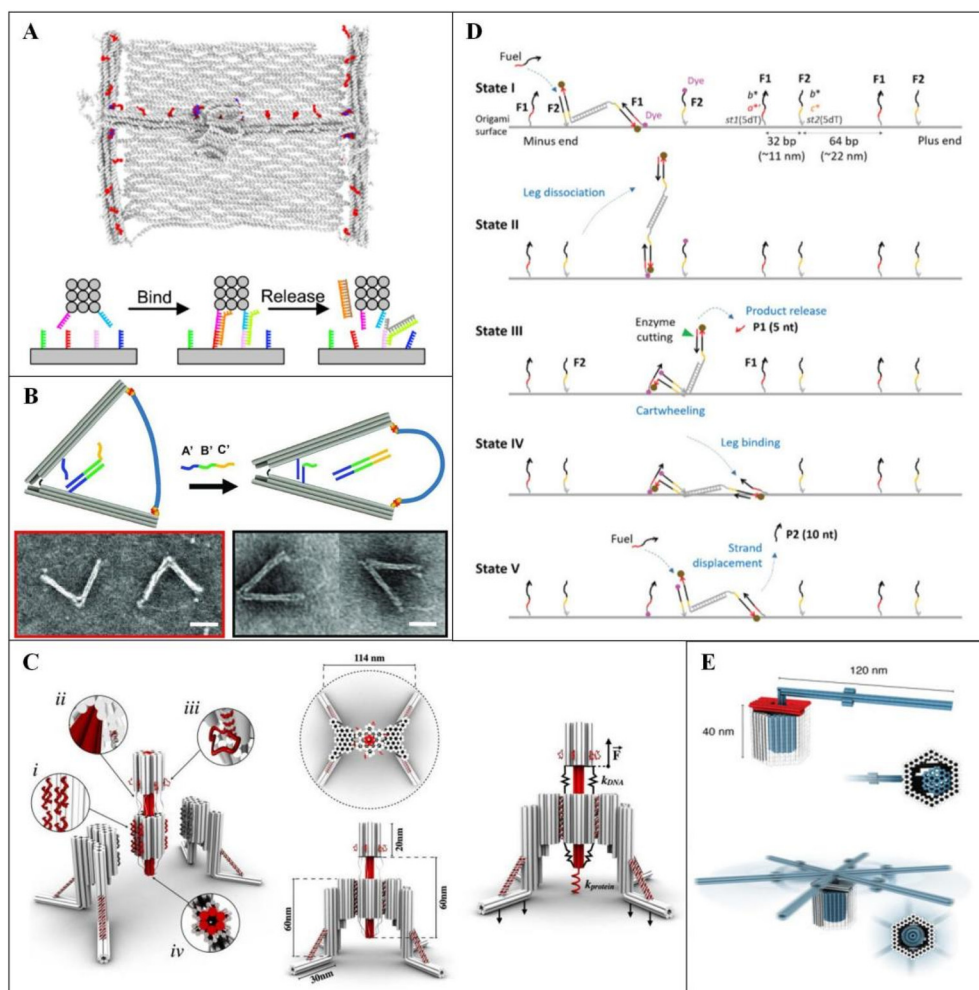 A
Bind
Release
B
A' B' C'
C
ii
iii
i
iv
114 nm
20nm
60nm
60nm
30nm
F
kDNA
kprotein
D
Fuel
Dye
State I
F1
F2
F1
Dye
F2
F1
F2
F1
F2
b*
b*
a*'
c*
st1(5dT)
st2(5dT)
Origami surface
Minus end
32 bp
(~11 nm)
64 bp
(~22 nm)
Plus end
Leg dissociation
State II
State III
Enzyme cutting
Product release
P1 (5 nt)
F2
F1
Cartwheeling
State IV
Leg binding
State V
Fuel
Strand displacement
P2 (10 nt)
E
120 nm
40 nm